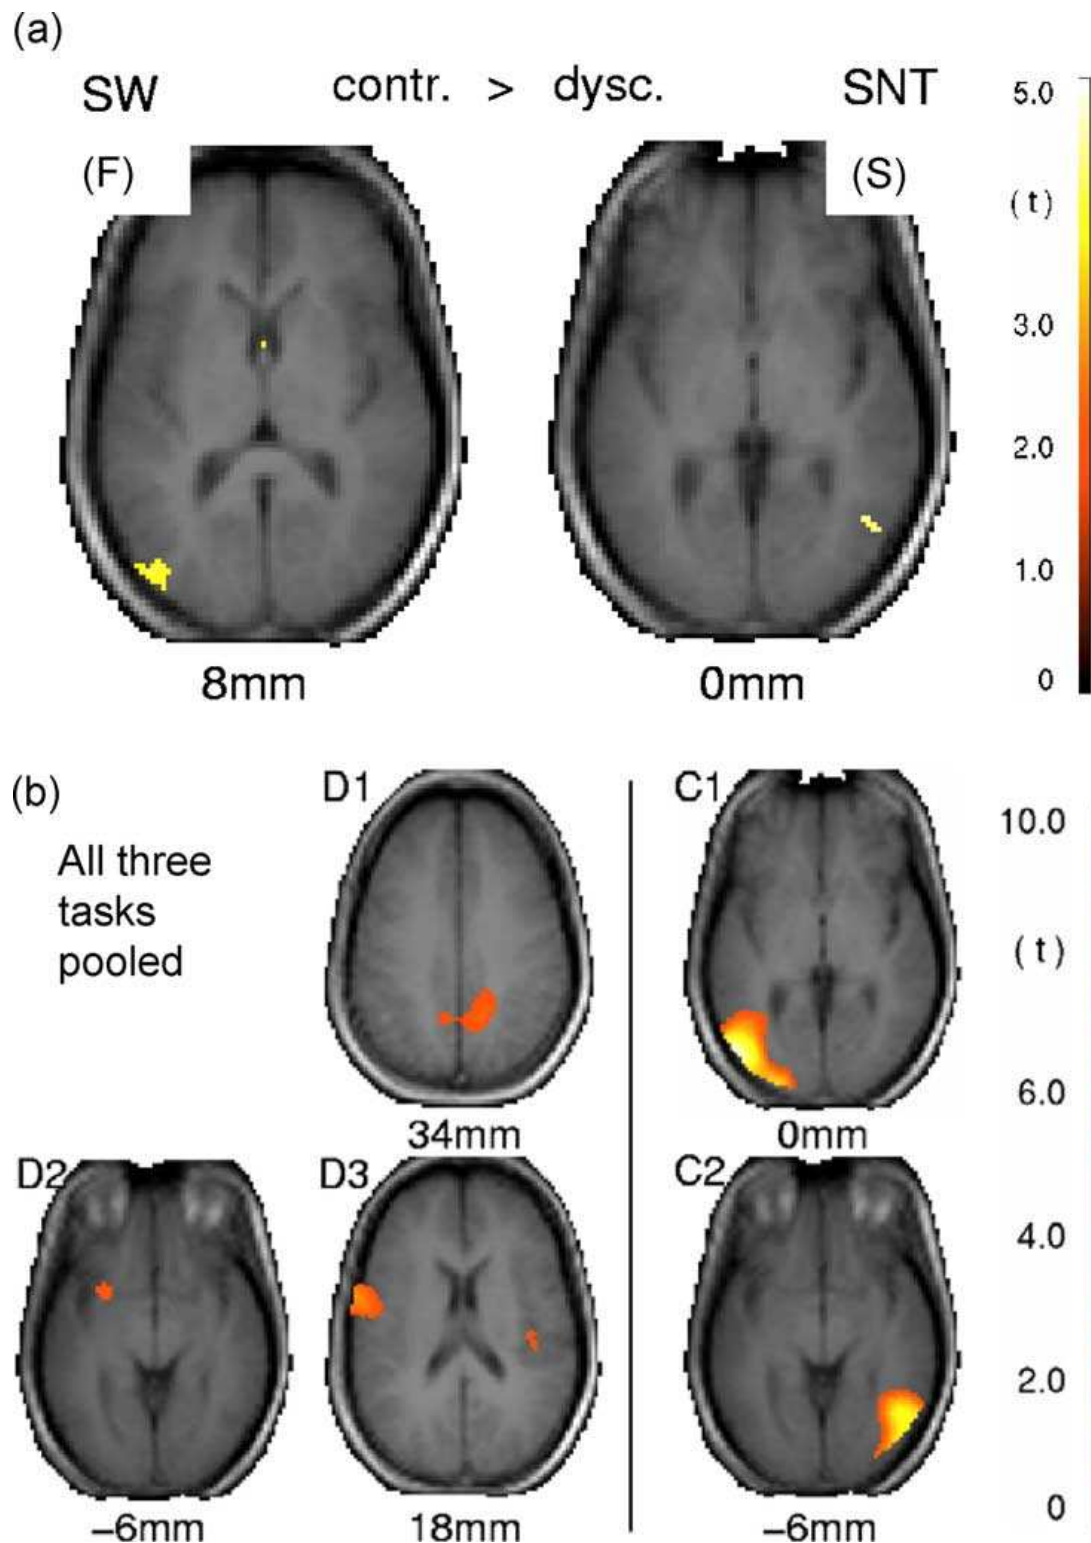 (a)
SW contr. > dysc. SNT
(F) (S)
5.0
(t)
3.0
2.0
1.0
0
8mm 0mm
(b)
All three
tasks
pooled
D1 C1
10.0
(t)
6.0
34mm 0mm
D2 D3 C2
4.0
2.0
0
–6mm 18mm –6mm